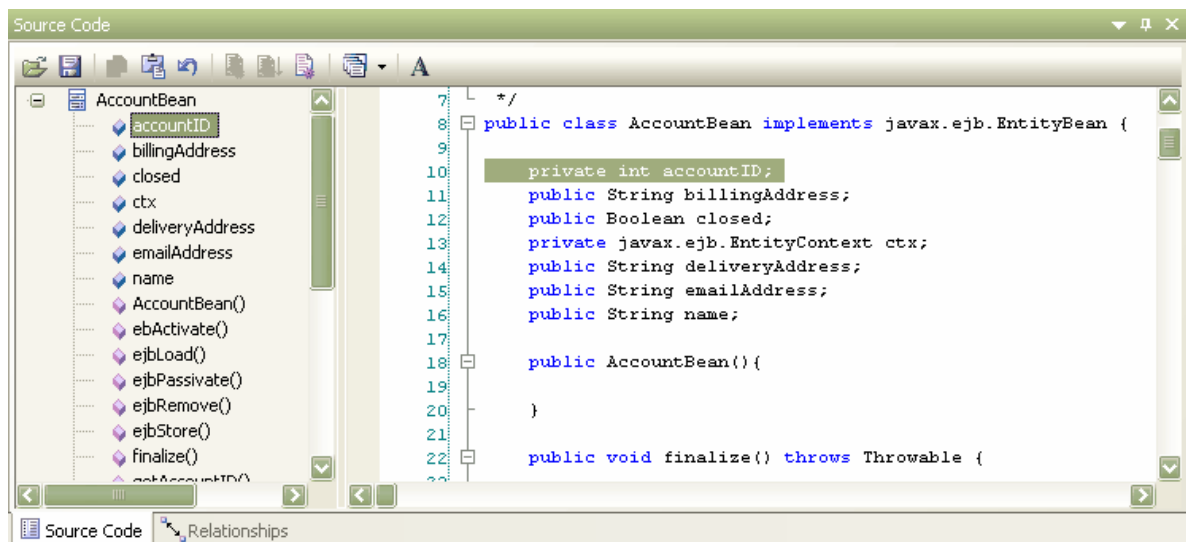 Source Code
A
AccountBean
accountID
billingAddress
closed
ctx
deliveryAddress
emailAddress
name
AccountBean()
ebActivate()
ejbLoad()
ejbPassivate()
ejbRemove()
ejbStore()
finalize()
getAccountID()
7 */
8 public class AccountBean implements javax.ejb.EntityBean {
9
10 private int accountID;
11 public String billingAddress;
12 public Boolean closed;
13 private javax.ejb.EntityContext ctx;
14 public String deliveryAddress;
15 public String emailAddress;
16 public String name;
17
18 public AccountBean(){
19
20 }
21
22 public void finalize() throws Throwable {
23
Source Code Relationships